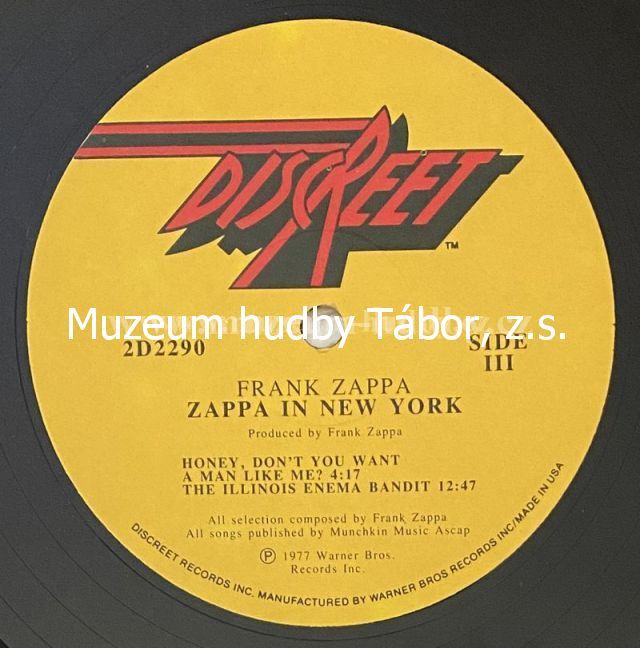 DISCREET
TM
Muzeum hudby Tábor, z.s.
2D2290
SIDE
III
FRANK ZAPPA
ZAPPA IN NEW YORK
Produced by Frank Zappa
HONEY, DON'T YOU WANT
A MAN LIKE ME? 4:17
THE ILLINOIS ENEMA BANDIT 12:47
All selection composed by Frank Zappa
All songs published by Munchkin Music Ascap
Ⓟ 1977 Warner Bros.
Records Inc.
DISCREET RECORDS INC. MANUFACTURED BY WARNER BROS RECORDS INC/MADE IN USA